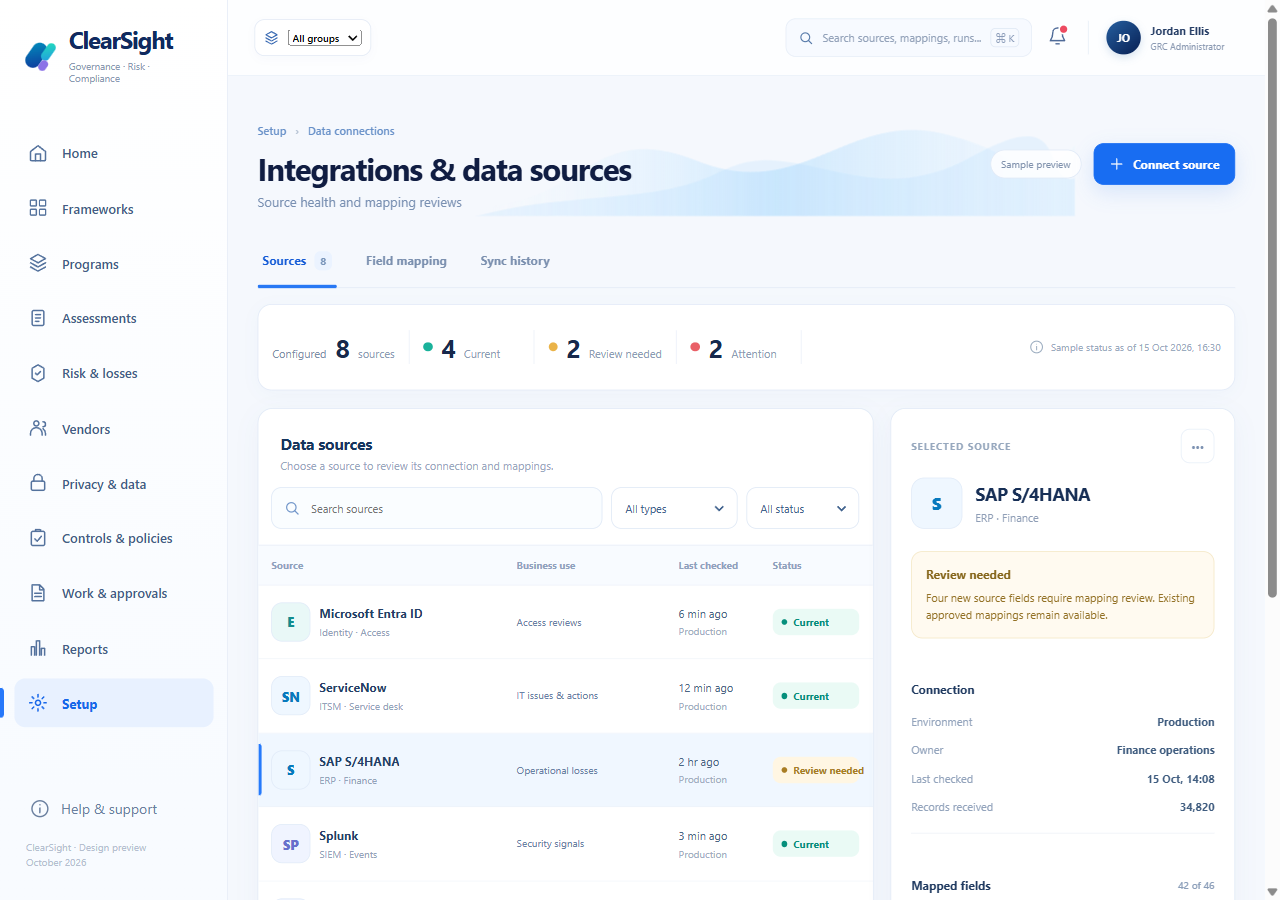 ClearSight
Governance · Risk ·
Compliance
Home
Frameworks
Programs
Assessments
Risk & losses
Vendors
Privacy & data
Controls & policies
Work & approvals
Reports
Setup
Help & support
ClearSight · Design preview
October 2026
All groups
Search sources, mappings, runs...
⌘ K
JO
Jordan Ellis
GRC Administrator
Setup › Data connections
Integrations & data sources
Source health and mapping reviews
Sample preview
Connect source
Sources 8
Field mapping
Sync history
Configured 8 sources
4 Current
2 Review needed
2 Attention
Sample status as of 15 Oct 2026, 16:30
Data sources
Choose a source to review its connection and mappings.
Search sources
All types
All status
Source Business use Last checked Status
E
Microsoft Entra ID
Identity · Access
Access reviews
6 min ago
Production
Current
SN
ServiceNow
ITSM · Service desk
IT issues & actions
12 min ago
Production
Current
S
SAP S/4HANA
ERP · Finance
Operational losses
2 hr ago
Production
Review needed
SP
Splunk
SIEM · Events
Security signals
3 min ago
Production
Current
SELECTED SOURCE
S
SAP S/4HANA
ERP · Finance
Review needed
Four new source fields require mapping review. Existing
approved mappings remain available.
Connection
Environment Production
Owner Finance operations
Last checked 15 Oct, 14:08
Records received 34,820
Mapped fields 42 of 46